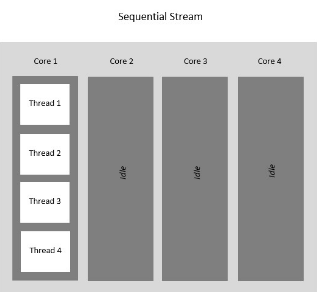 Sequential Stream
Core 1
Core 2
Core 3
Core 4
Thread 1
Thread 2
Thread 3
Thread 4
Idle
Idle
Idle